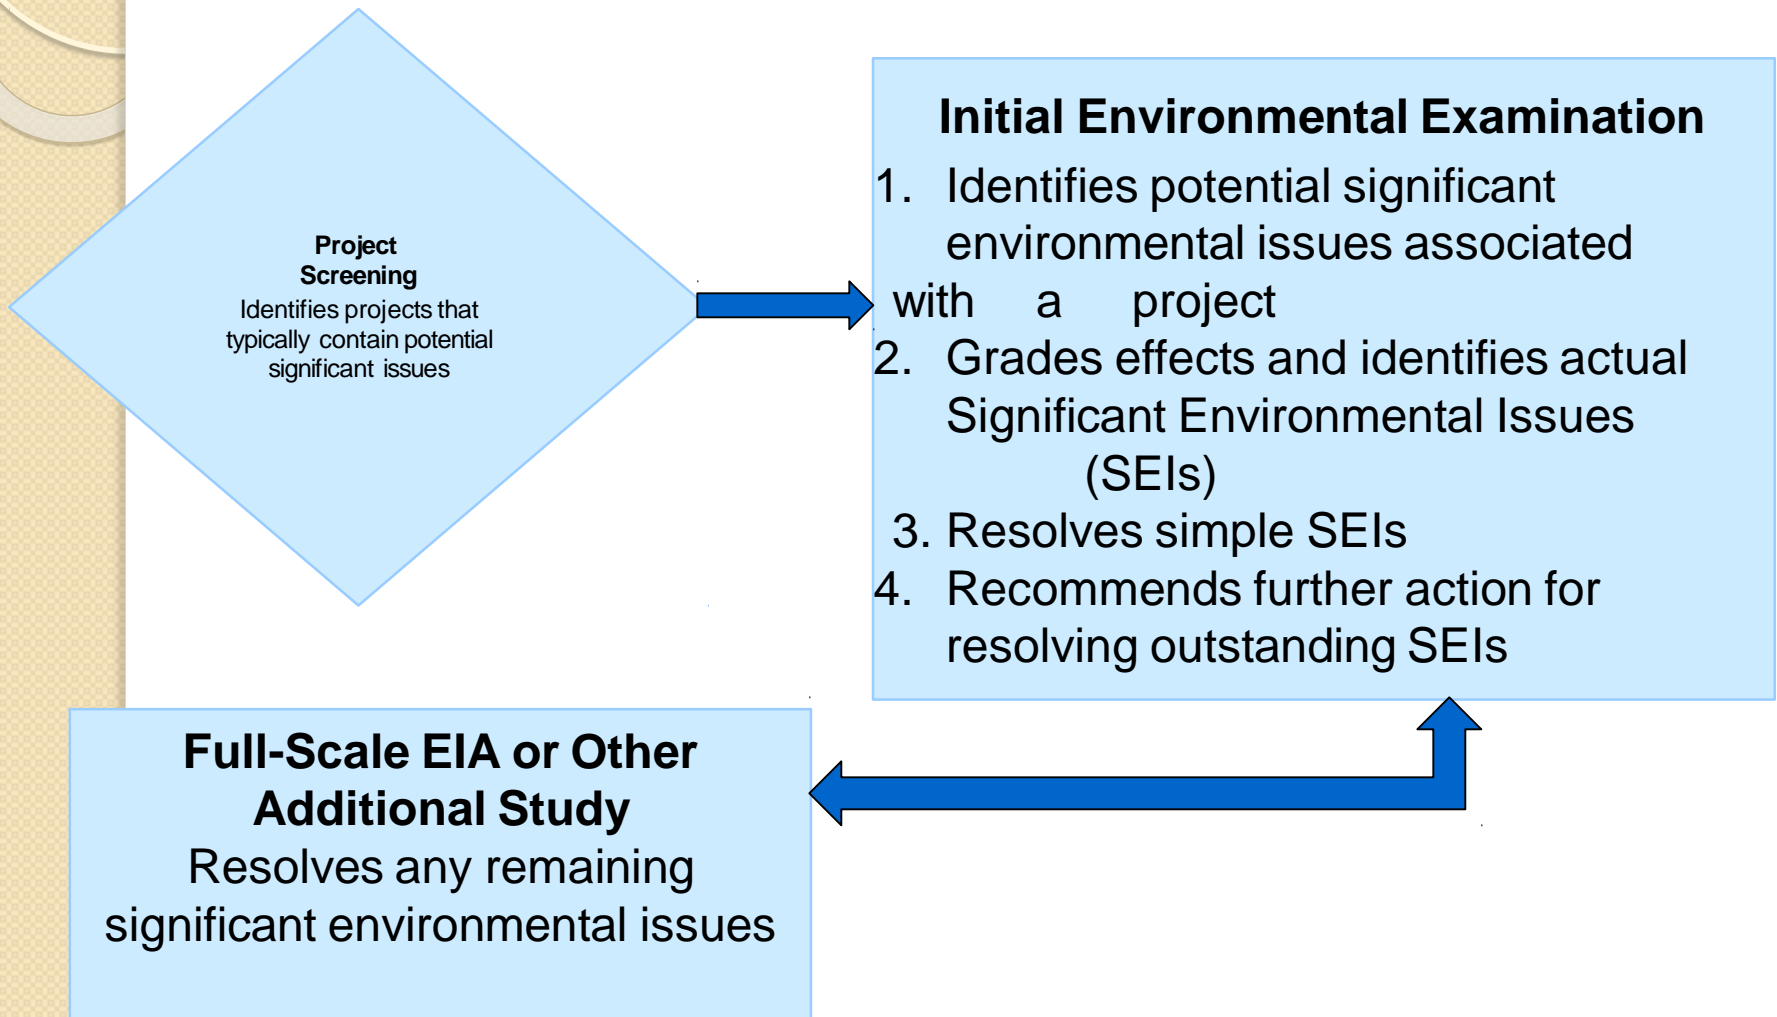 Project
Screening
Identifies projects that
typically contain potential
significant issues
Initial Environmental Examination
1. Identifies potential significant
environmental issues associated
with a project
2. Grades effects and identifies actual
Significant Environmental Issues
(SEIs)
3. Resolves simple SEIs
4. Recommends further action for
resolving outstanding SEIs
Full-Scale EIA or Other
Additional Study
Resolves any remaining
significant environmental issues